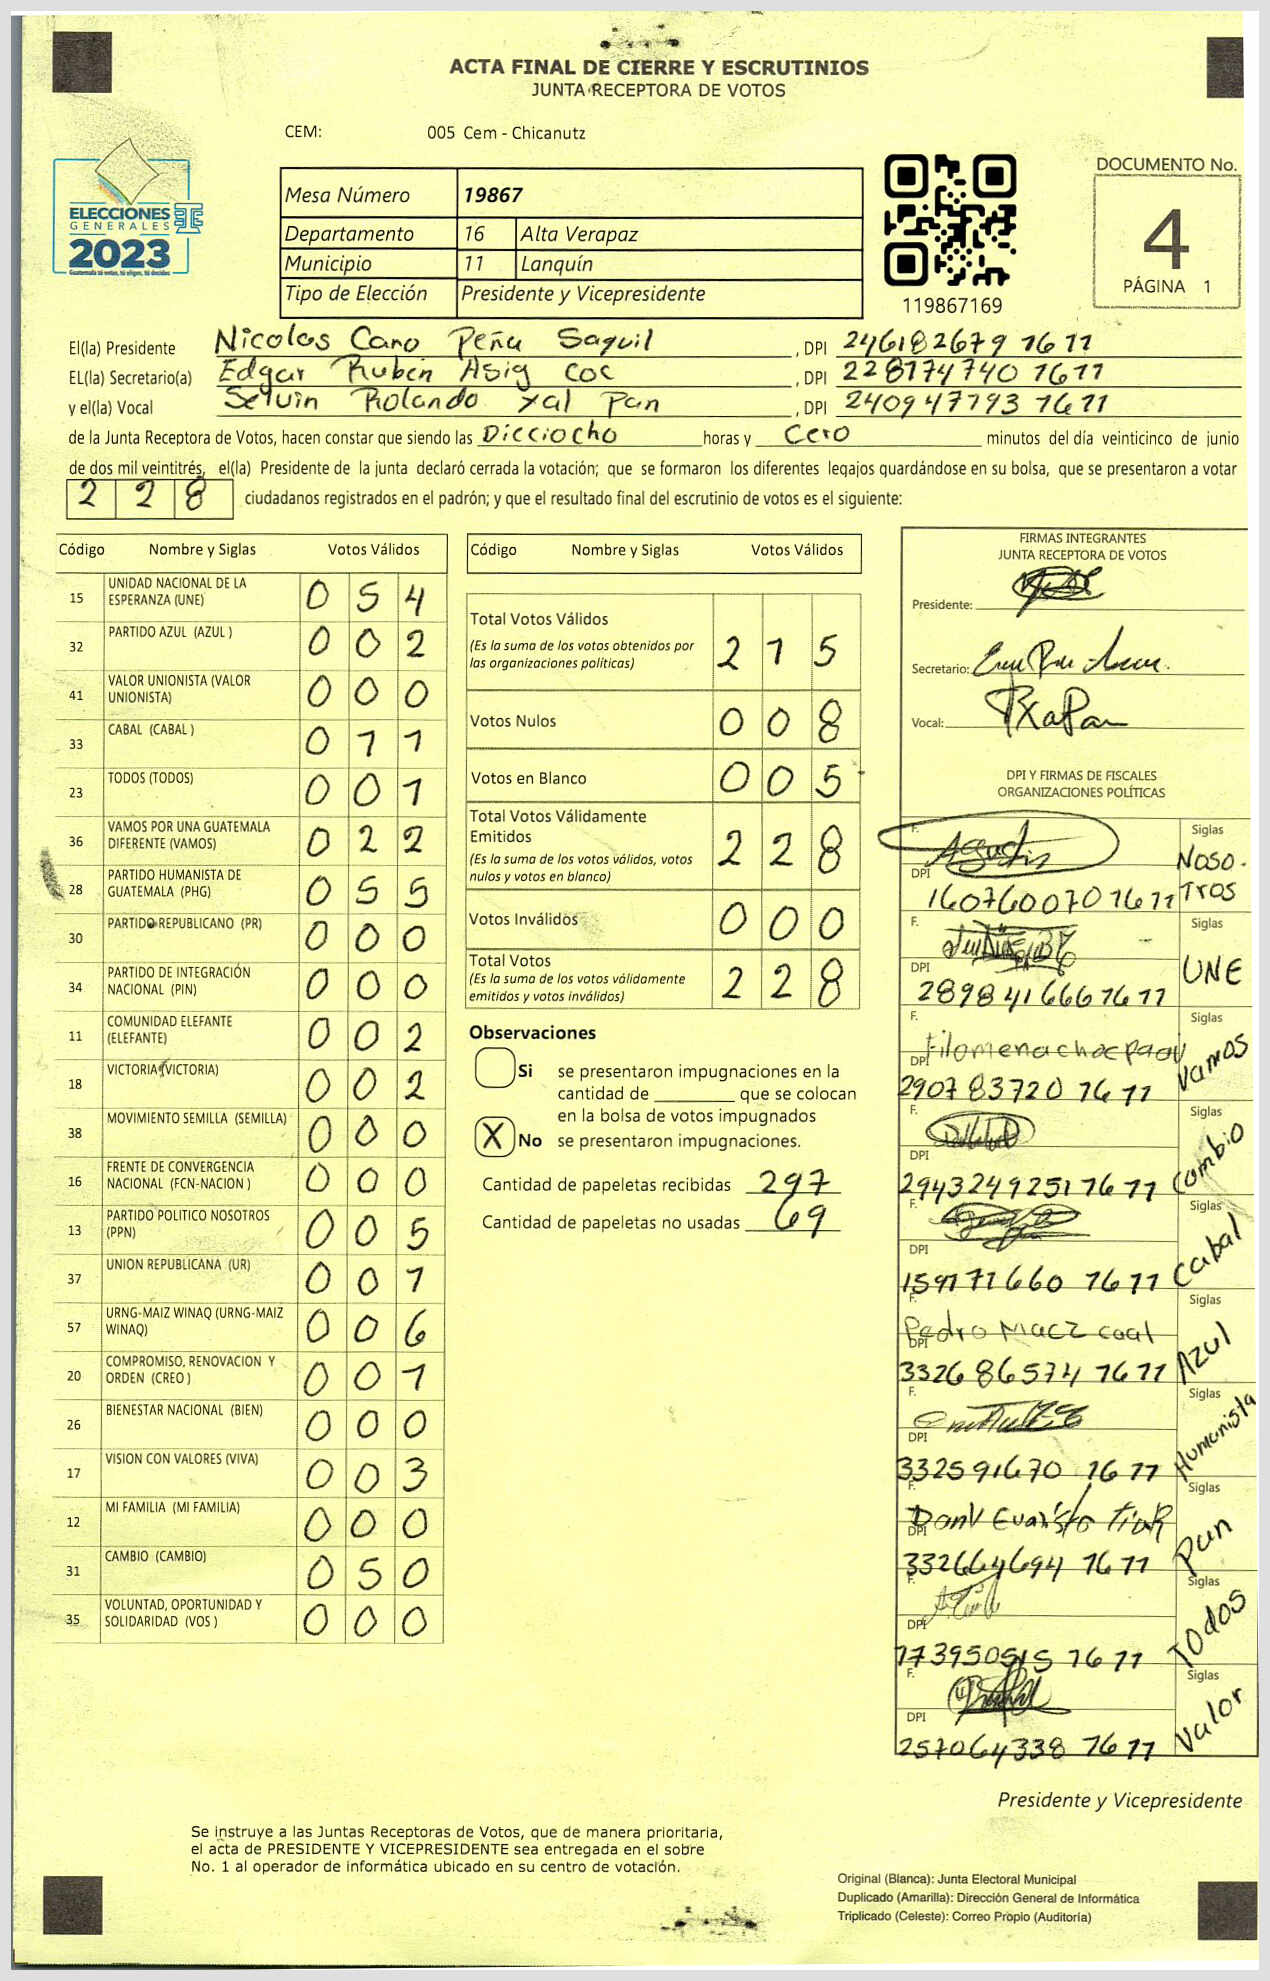 ACTA FINAL DE CIERRE Y ESCRUTINIOS
JUNTA RECEPTORA DE VOTOS
CEM: 005 Cem - Chicanutz
ELECCIONES
GENERALES
2023
Guatemala tú votas, tú eliges, tú decides
Mesa Número 19867
Departamento 16 Alta Verapaz
Municipio 11 Lanquín
Tipo de Elección Presidente y Vicepresidente
119867169
DOCUMENTO No.
4
PÁGINA 1
El(la) Presidente Nicolas Caro Peña Saquil , DPI 246182679 1611
EL(la) Secretario(a) Edgar Ruben Asig Coc , DPI 228174740 1611
y el(la) Vocal Selvin Rolando Xal Pan , DPI 240947793 1611
de la Junta Receptora de Votos, hacen constar que siendo las Dieciocho horas y Cero minutos del día veinticinco de junio
de dos mil veintitrés, el(la) Presidente de la junta declaró cerrada la votación; que se formaron los diferentes legajos guardándose en su bolsa, que se presentaron a votar
2 2 8 ciudadanos registrados en el padrón; y que el resultado final del escrutinio de votos es el siguiente:
Código Nombre y Siglas Votos Válidos
15 UNIDAD NACIONAL DE LA ESPERANZA (UNE) 0 5 4
32 PARTIDO AZUL (AZUL ) 0 0 2
41 VALOR UNIONISTA (VALOR UNIONISTA) 0 0 0
33 CABAL (CABAL ) 0 1 1
23 TODOS (TODOS) 0 0 1
36 VAMOS POR UNA GUATEMALA DIFERENTE (VAMOS) 0 2 2
28 PARTIDO HUMANISTA DE GUATEMALA (PHG) 0 5 5
30 PARTIDO REPUBLICANO (PR) 0 0 0
34 PARTIDO DE INTEGRACIÓN NACIONAL (PIN) 0 0 0
11 COMUNIDAD ELEFANTE (ELEFANTE) 0 0 2
18 VICTORIA (VICTORIA) 0 0 2
38 MOVIMIENTO SEMILLA (SEMILLA) 0 0 0
16 FRENTE DE CONVERGENCIA NACIONAL (FCN-NACION ) 0 0 0
13 PARTIDO POLITICO NOSOTROS (PPN) 0 0 5
37 UNION REPUBLICANA (UR) 0 0 1
57 URNG-MAIZ WINAQ (URNG-MAIZ WINAQ) 0 0 6
20 COMPROMISO, RENOVACION Y ORDEN (CREO ) 0 0 1
26 BIENESTAR NACIONAL (BIEN) 0 0 0
17 VISION CON VALORES (VIVA) 0 0 3
12 MI FAMILIA (MI FAMILIA) 0 0 0
31 CAMBIO (CAMBIO) 0 5 0
35 VOLUNTAD, OPORTUNIDAD Y SOLIDARIDAD (VOS ) 0 0 0
Código Nombre y Siglas Votos Válidos
Total Votos Válidos 2 1 5
(Es la suma de los votos obtenidos por
las organizaciones políticas)
Votos Nulos 0 0 8
Votos en Blanco 0 0 5
Total Votos Válidamente
Emitidos 2 2 8
(Es la suma de los votos válidos, votos
nulos y votos en blanco)
Votos Inválidos 0 0 0
Total Votos 2 2 8
(Es la suma de los votos válidamente
emitidos y votos inválidos)
Observaciones
Si se presentaron impugnaciones en la
cantidad de ________ que se colocan
en la bolsa de votos impugnados
X No se presentaron impugnaciones.
Cantidad de papeletas recibidas 297
Cantidad de papeletas no usadas 69
FIRMAS INTEGRANTES
JUNTA RECEPTORA DE VOTOS
Presidente:
Secretario:
Vocal:
DPI Y FIRMAS DE FISCALES
ORGANIZACIONES POLÍTICAS
F. Agustin Siglas
DPI 160760070 1611 Nosotros
F. Siglas
DPI 289841666 1611 UNE
F. Filomena choc paau Siglas
DPI 290783720 1611 Vamos
F. Siglas
DPI 294324925 1611 Cambio
F. Siglas
DPI 159171660 1611 Cabal
F. Pedro Macz caal Siglas
DPI 332686574 1611 Azul
F. Siglas
DPI 332591670 1611 Humanista
F. Siglas
DPI 332664694 1611 Pan
F. Siglas
DPI 173950515 1611 Todos
F. Siglas
DPI 257064338 1611 Valor
Presidente y Vicepresidente
Se instruye a las Juntas Receptoras de Votos, que de manera prioritaria,
el acta de PRESIDENTE Y VICEPRESIDENTE sea entregada en el sobre
No. 1 al operador de informática ubicado en su centro de votación.
Original (Blanca): Junta Electoral Municipal
Duplicado (Amarilla): Dirección General de Informática
Triplicado (Celeste): Correo Propio (Auditoría)